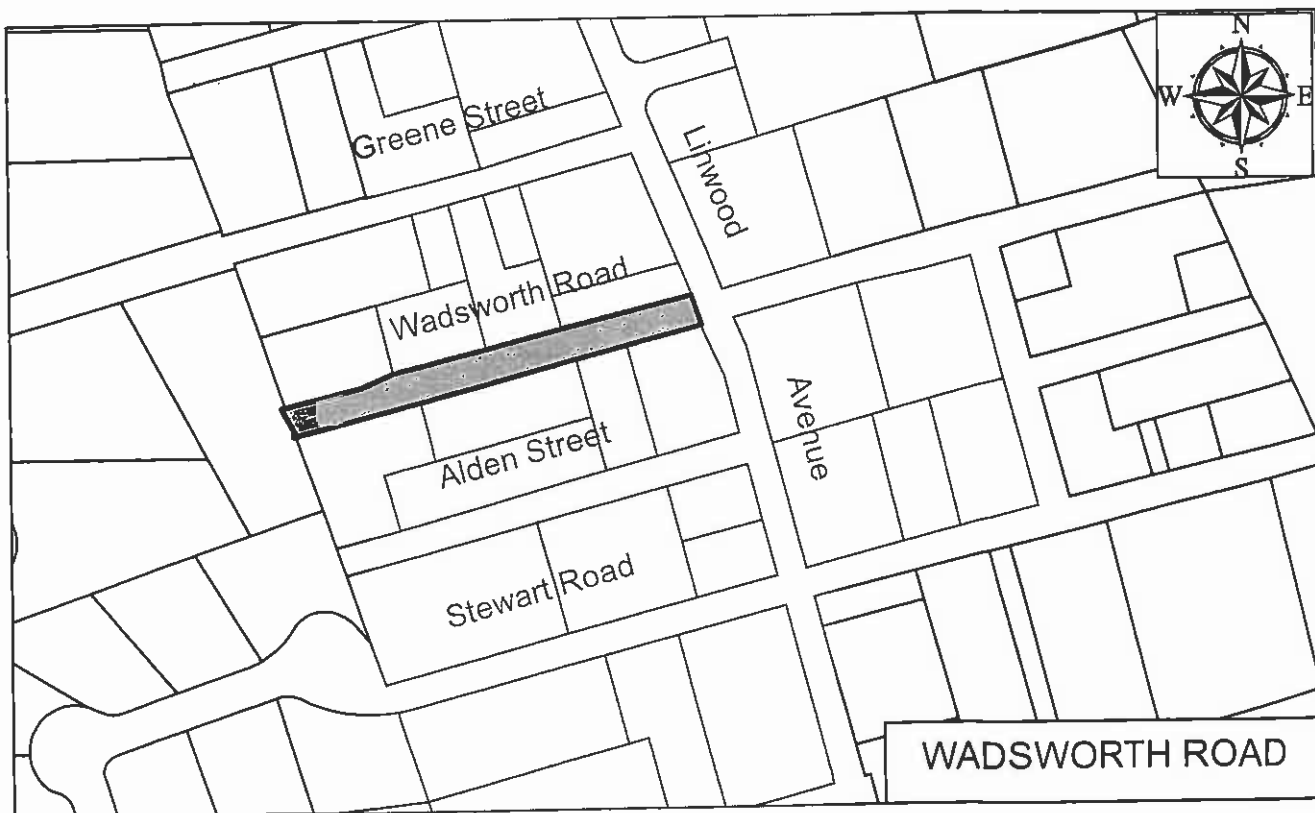 N
W E
S
Greene Street
Linwood
Wadsworth Road
Avenue
Alden Street
Stewart Road
WADSWORTH ROAD